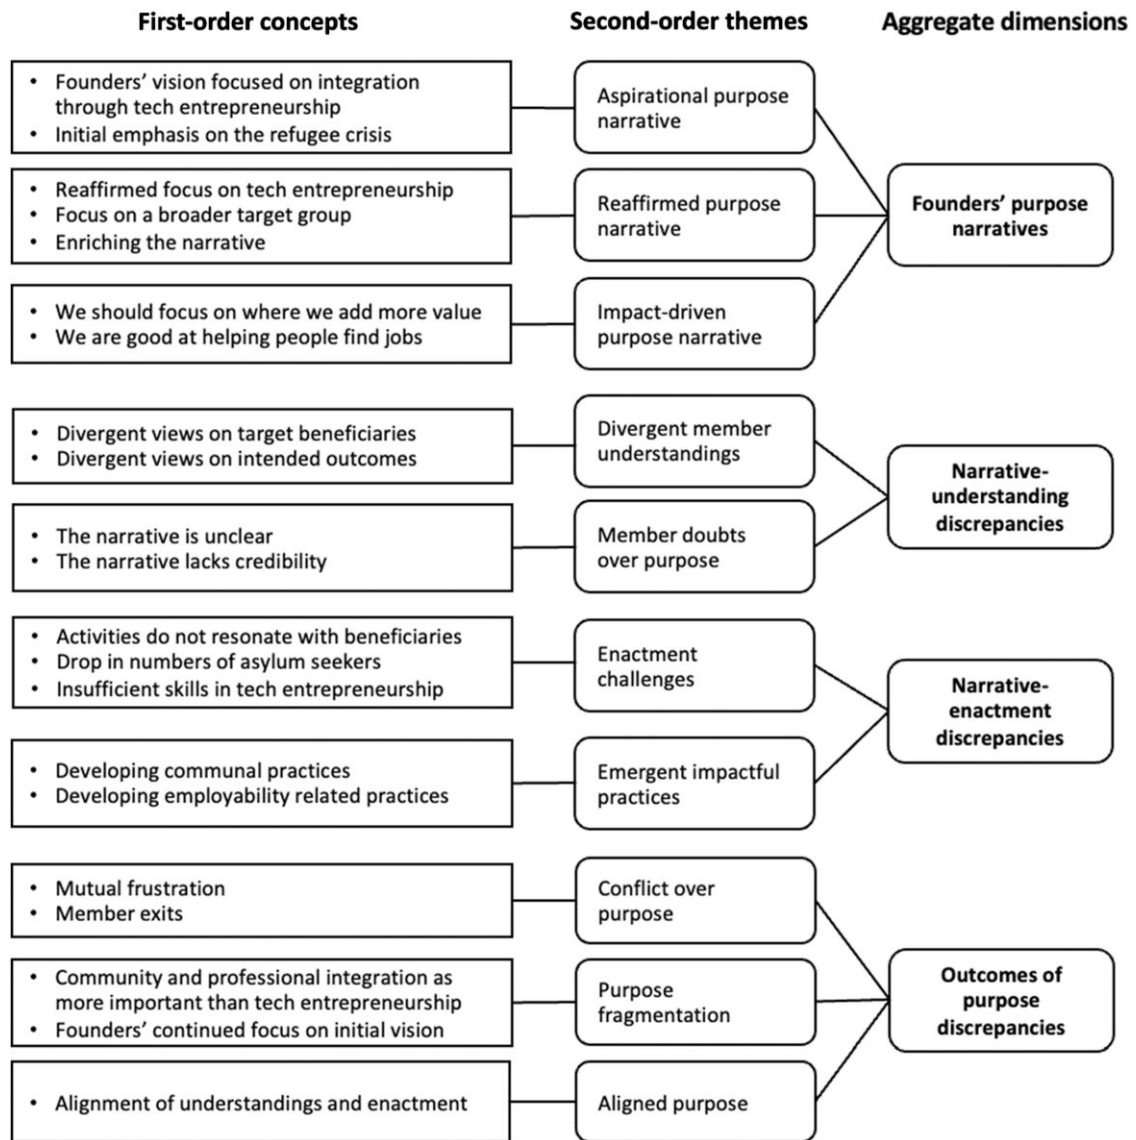 First-order concepts
Second-order themes
Aggregate dimensions
• Founders’ vision focused on integration
through tech entrepreneurship
• Initial emphasis on the refugee crisis
Aspirational purpose
narrative
• Reaffirmed focus on tech entrepreneurship
• Focus on a broader target group
• Enriching the narrative
Reaffirmed purpose
narrative
• We should focus on where we add more value
• We are good at helping people find jobs
Impact-driven
purpose narrative
Founders’ purpose
narratives
• Divergent views on target beneficiaries
• Divergent views on intended outcomes
Divergent member
understandings
• The narrative is unclear
• The narrative lacks credibility
Member doubts
over purpose
Narrative-
understanding
discrepancies
• Activities do not resonate with beneficiaries
• Drop in numbers of asylum seekers
• Insufficient skills in tech entrepreneurship
Enactment
challenges
• Developing communal practices
• Developing employability related practices
Emergent impactful
practices
Narrative-
enactment
discrepancies
• Mutual frustration
• Member exits
Conflict over
purpose
• Community and professional integration as
more important than tech entrepreneurship
• Founders’ continued focus on initial vision
Purpose
fragmentation
• Alignment of understandings and enactment
Aligned purpose
Outcomes of
purpose
discrepancies